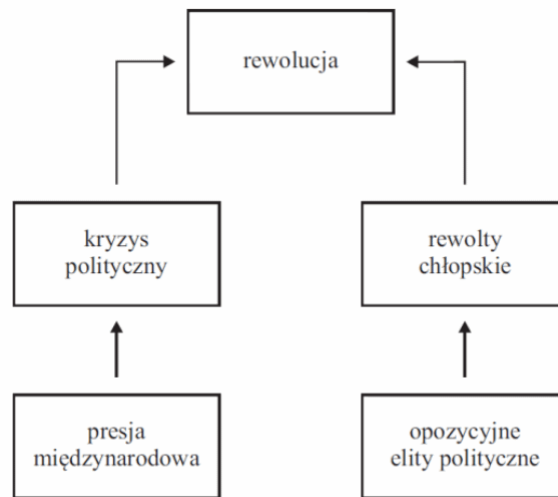 rewolucja
kryzys
polityczny
rewolty
chłopskie
presja
międzynarodowa
opozycyjne
elity polityczne